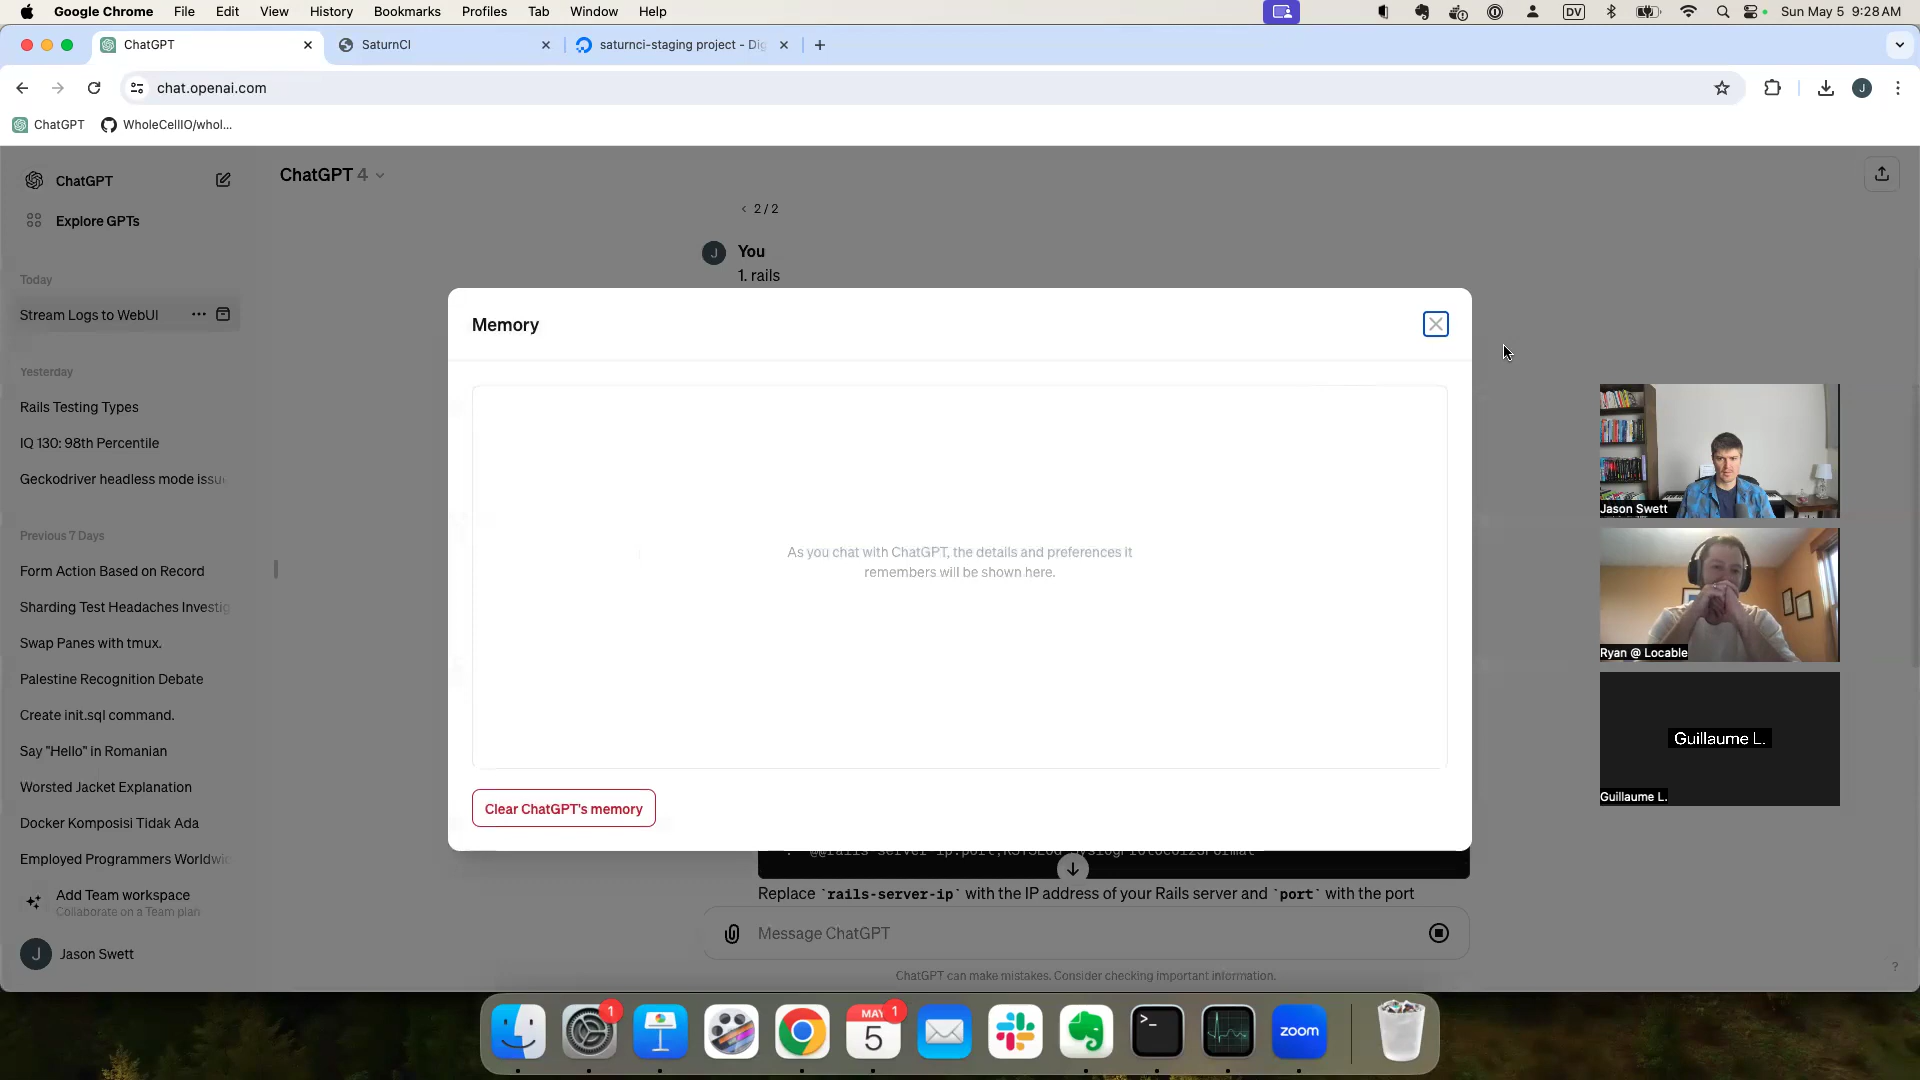 Google Chrome File Edit View History Bookmarks Profiles Tab Window Help DV Sun May 5 9:28 AM
ChatGPT SaturnCI saturnci-staging project - Dig
chat.openai.com J
ChatGPT WholeCellIO/whol...
ChatGPT
Explore GPTs
Today
Stream Logs to WebUI
Yesterday
Rails Testing Types
IQ 130: 98th Percentile
Geckodriver headless mode issu
Previous 7 Days
Form Action Based on Record
Sharding Test Headaches Investig
Swap Panes with tmux.
Palestine Recognition Debate
Create init.sql command.
Say "Hello" in Romanian
Worsted Jacket Explanation
Docker Komposisi Tidak Ada
Employed Programmers Worldwi
Add Team workspace
Collaborate on a Team plan
J Jason Swett
ChatGPT 4
2 / 2
J You
1. rails
Memory
As you chat with ChatGPT, the details and preferences it
remembers will be shown here.
Clear ChatGPT's memory
Replace `rails-server-ip` with the IP address of your Rails server and `port` with the port
Message ChatGPT
ChatGPT can make mistakes. Consider checking important information.
?
Jason Swett
Ryan @ Locable
Guillaume L.
Guillaume L.
1
MAY 1
5
zoom